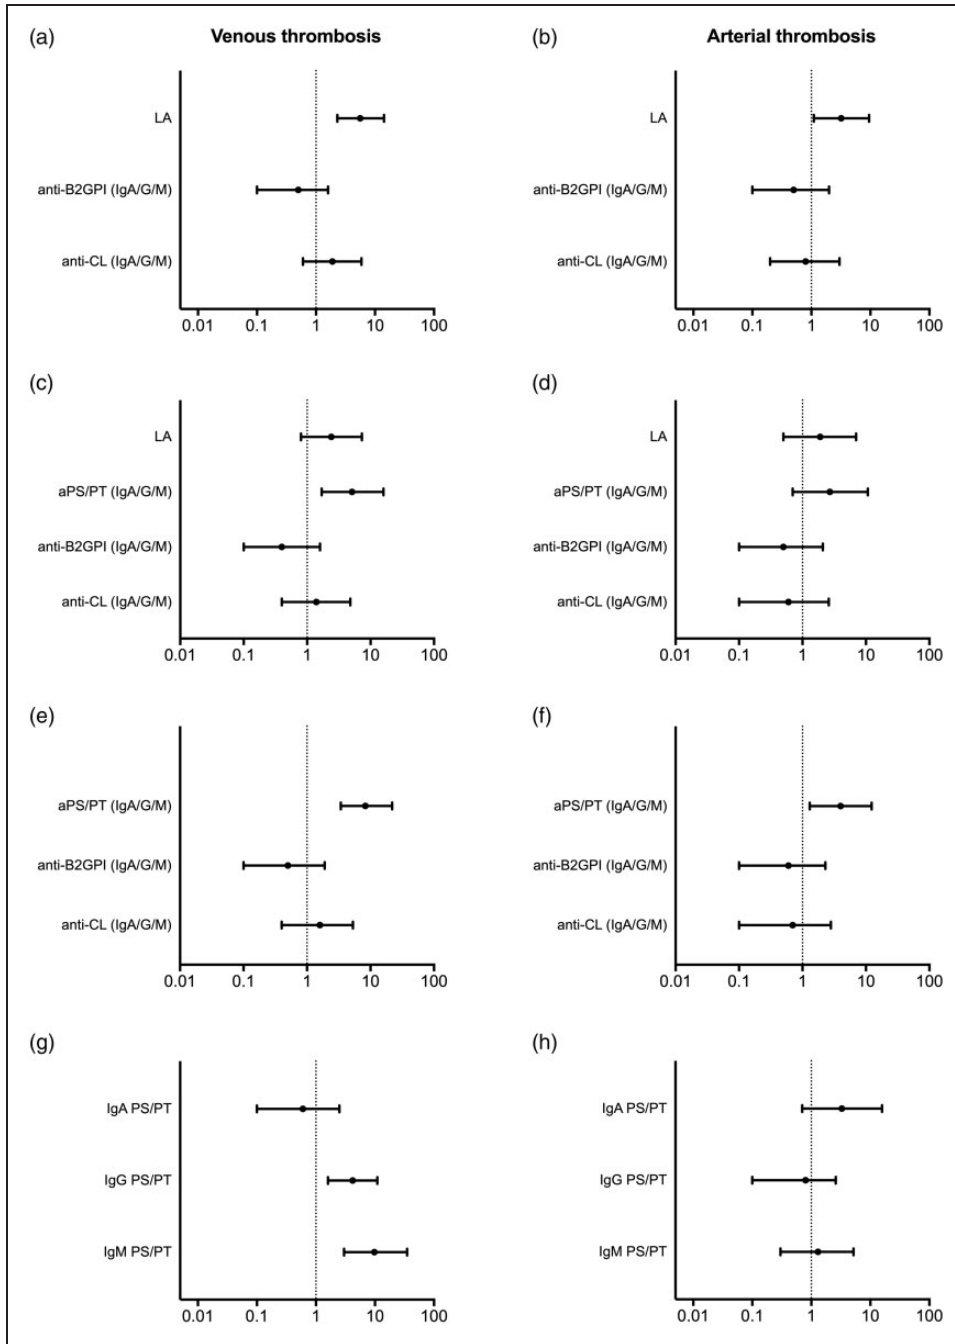 (a) Venous thrombosis (b) Arterial thrombosis
LA LA
anti-B2GPI (IgA/G/M) anti-B2GPI (IgA/G/M)
anti-CL (IgA/G/M) anti-CL (IgA/G/M)
0.01 0.1 1 10 100 0.01 0.1 1 10 100
(c) (d)
LA LA
aPS/PT (IgA/G/M) aPS/PT (IgA/G/M)
anti-B2GPI (IgA/G/M) anti-B2GPI (IgA/G/M)
anti-CL (IgA/G/M) anti-CL (IgA/G/M)
0.01 0.1 1 10 100 0.01 0.1 1 10 100
(e) (f)
aPS/PT (IgA/G/M) aPS/PT (IgA/G/M)
anti-B2GPI (IgA/G/M) anti-B2GPI (IgA/G/M)
anti-CL (IgA/G/M) anti-CL (IgA/G/M)
0.01 0.1 1 10 100 0.01 0.1 1 10 100
(g) (h)
IgA PS/PT IgA PS/PT
IgG PS/PT IgG PS/PT
IgM PS/PT IgM PS/PT
0.01 0.1 1 10 100 0.01 0.1 1 10 100